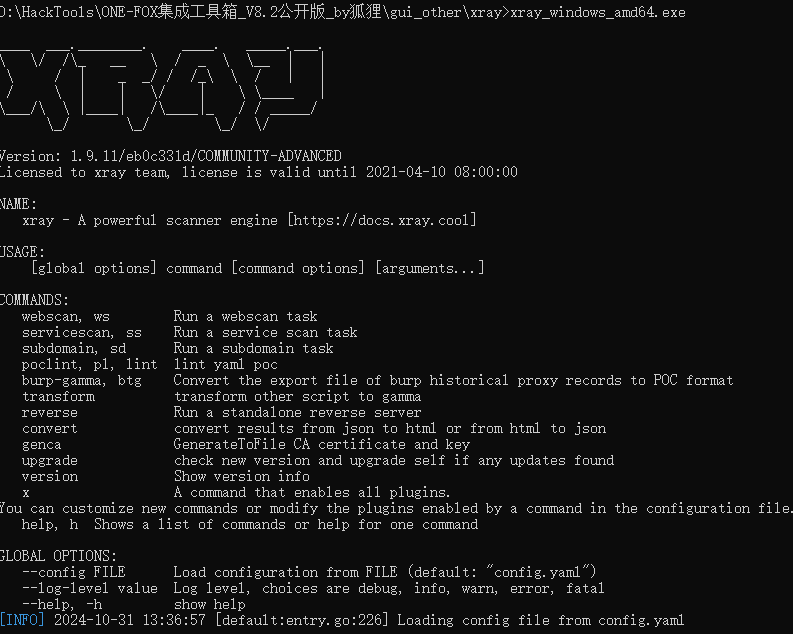 D:\HackTools\ONE-FOX集成工具箱_V8.2公开版_by狐狸\gui_other\xray>xray_windows_amd64.exe
Version: 1.9.11/eb0c331d/COMMUNITY-ADVANCED
Licensed to xray team, license is valid until 2021-04-10 08:00:00
NAME:
xray - A powerful scanner engine [https://docs.xray.cool]
USAGE:
[global options] command [command options] [arguments...]
COMMANDS:
webscan, ws Run a webscan task
servicescan, ss Run a service scan task
subdomain, sd Run a subdomain task
poclint, pl, lint lint yaml poc
burp-gamma, btg Convert the export file of burp historical proxy records to POC format
transform transform other script to gamma
reverse Run a standalone reverse server
convert convert results from json to html or from html to json
genca GenerateToFile CA certificate and key
upgrade check new version and upgrade self if any updates found
version Show version info
x A command that enables all plugins.
You can customize new commands or modify the plugins enabled by a command in the configuration file.
help, h Shows a list of commands or help for one command
GLOBAL OPTIONS:
--config FILE Load configuration from FILE (default: "config.yaml")
--log-level value Log level, choices are debug, info, warn, error, fatal
--help, -h show help
[INFO] 2024-10-31 13:36:57 [default:entry.go:226] Loading config file from config.yaml